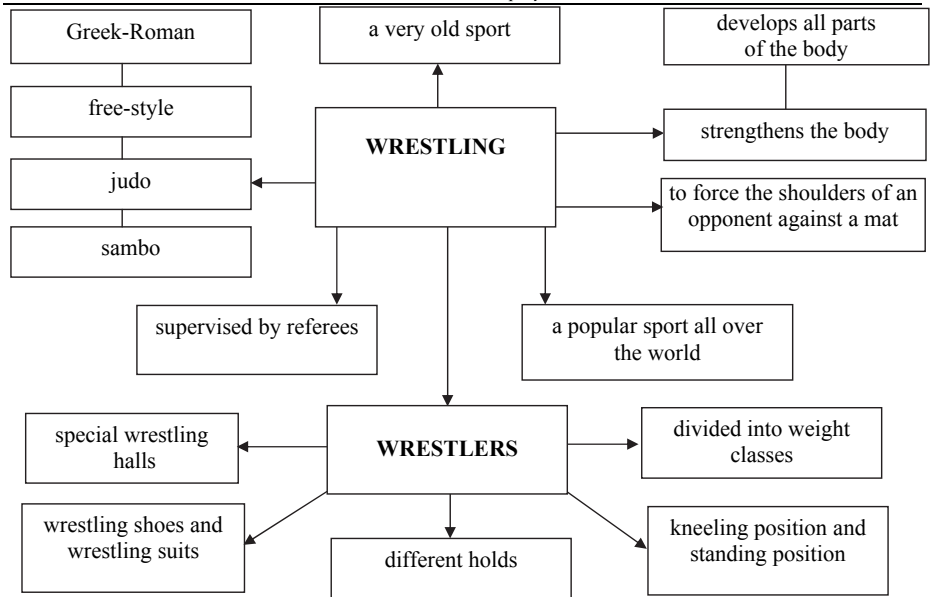 Greek-Roman
a very old sport
develops all parts
of the body
free-style
WRESTLING
strengthens the body
judo
to force the shoulders of an
opponent against a mat
sambo
supervised by referees
a popular sport all over
the world
special wrestling
halls
WRESTLERS
divided into weight
classes
wrestling shoes and
wrestling suits
different holds
kneeling position and
standing position